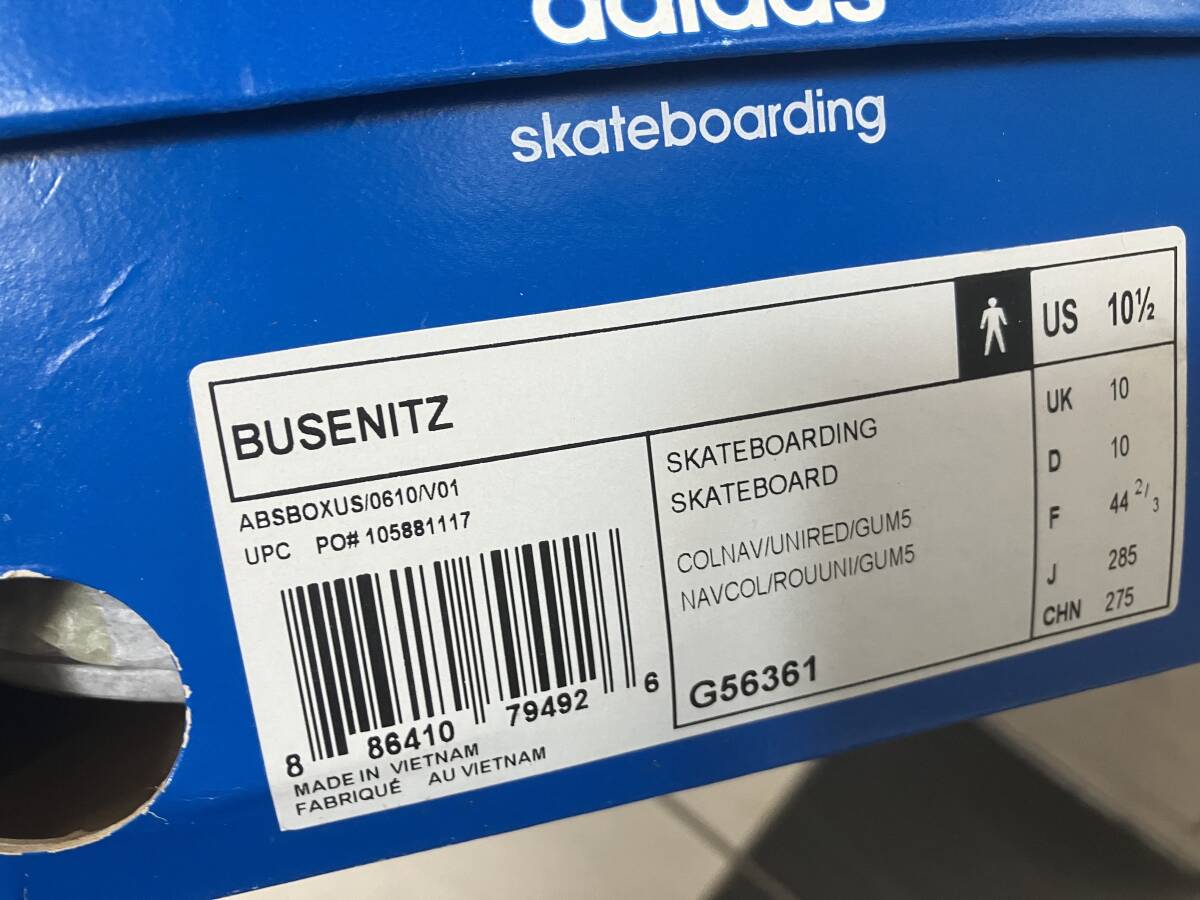 adidas
skateboarding
BUSENITZ
US 10½
UK 10
D 10
F 44 2/3
J 285
CHN 275
ABSBOXUS/0610/V01
UPC PO# 105881117
8 86410 79492 6
MADE IN VIETNAM
FABRIQUÉ AU VIETNAM
SKATEBOARDING
SKATEBOARD
COLNAV/UNIRED/GUM5
NAVCOL/ROUUNI/GUM5
G56361